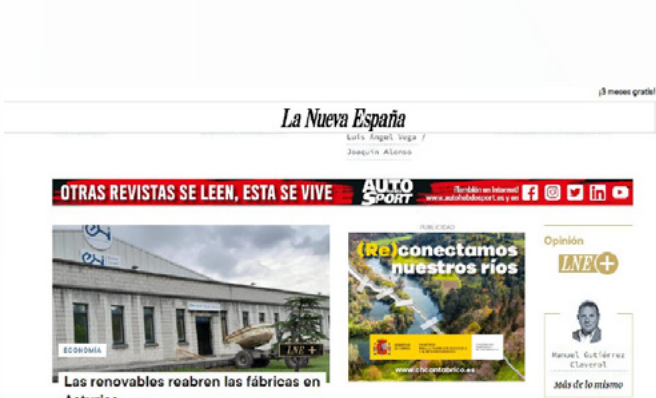 ¡3 meses gratis!
La Nueva España
Luis Ángel Vega /
Joaquín Alonso
OTRAS REVISTAS SE LEEN, ESTA SE VIVE
AUTO
SPORT
También en internet!
www.autohebdosport.es y en
PUBLICIDAD
(Re)conectamos
nuestros ríos
www.chcantabrico.es
Opinión
LNE+
Manuel Gutiérrez
Claverol
Más de lo mismo
ECONOMÍA
LNE +
Las renovables reabren las fábricas en
Asturias